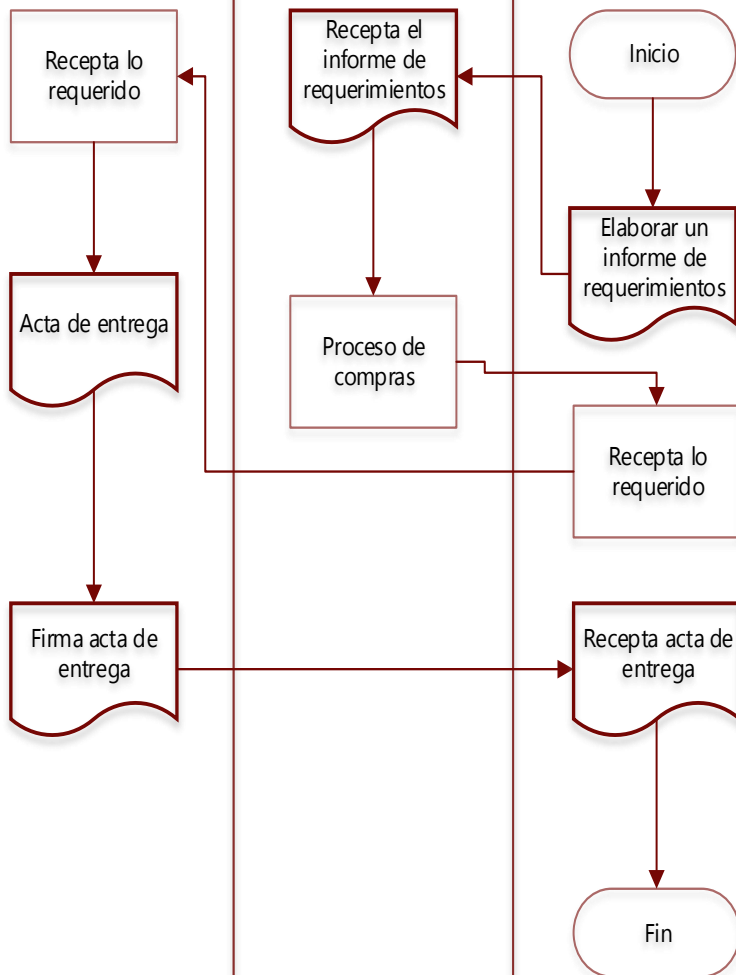 Recepta lo
requerido
Recepta el
informe de
requerimientos
Inicio
Elaborar un
informe de
requerimientos
Acta de entrega
Proceso de
compras
Recepta lo
requerido
Firma acta de
entrega
Recepta acta de
entrega
Fin